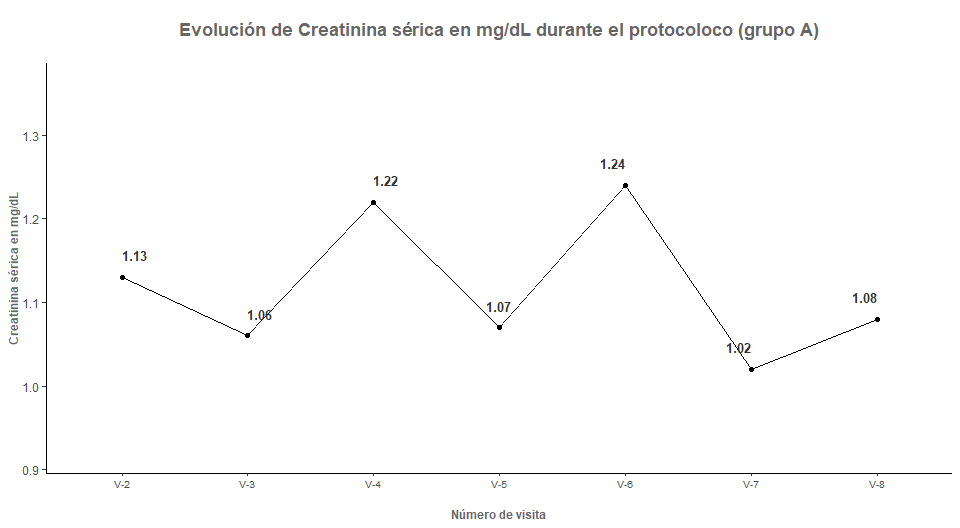 Evolución de Creatinina sérica en mg/dL durante el protocoloco (grupo A)
Creatinina sérica en mg/dL
1.3
1.2
1.1
1.0
0.9
1.13
1.06
1.22
1.07
1.24
1.02
1.08
V-2
V-3
V-4
V-5
V-6
V-7
V-8
Número de visita